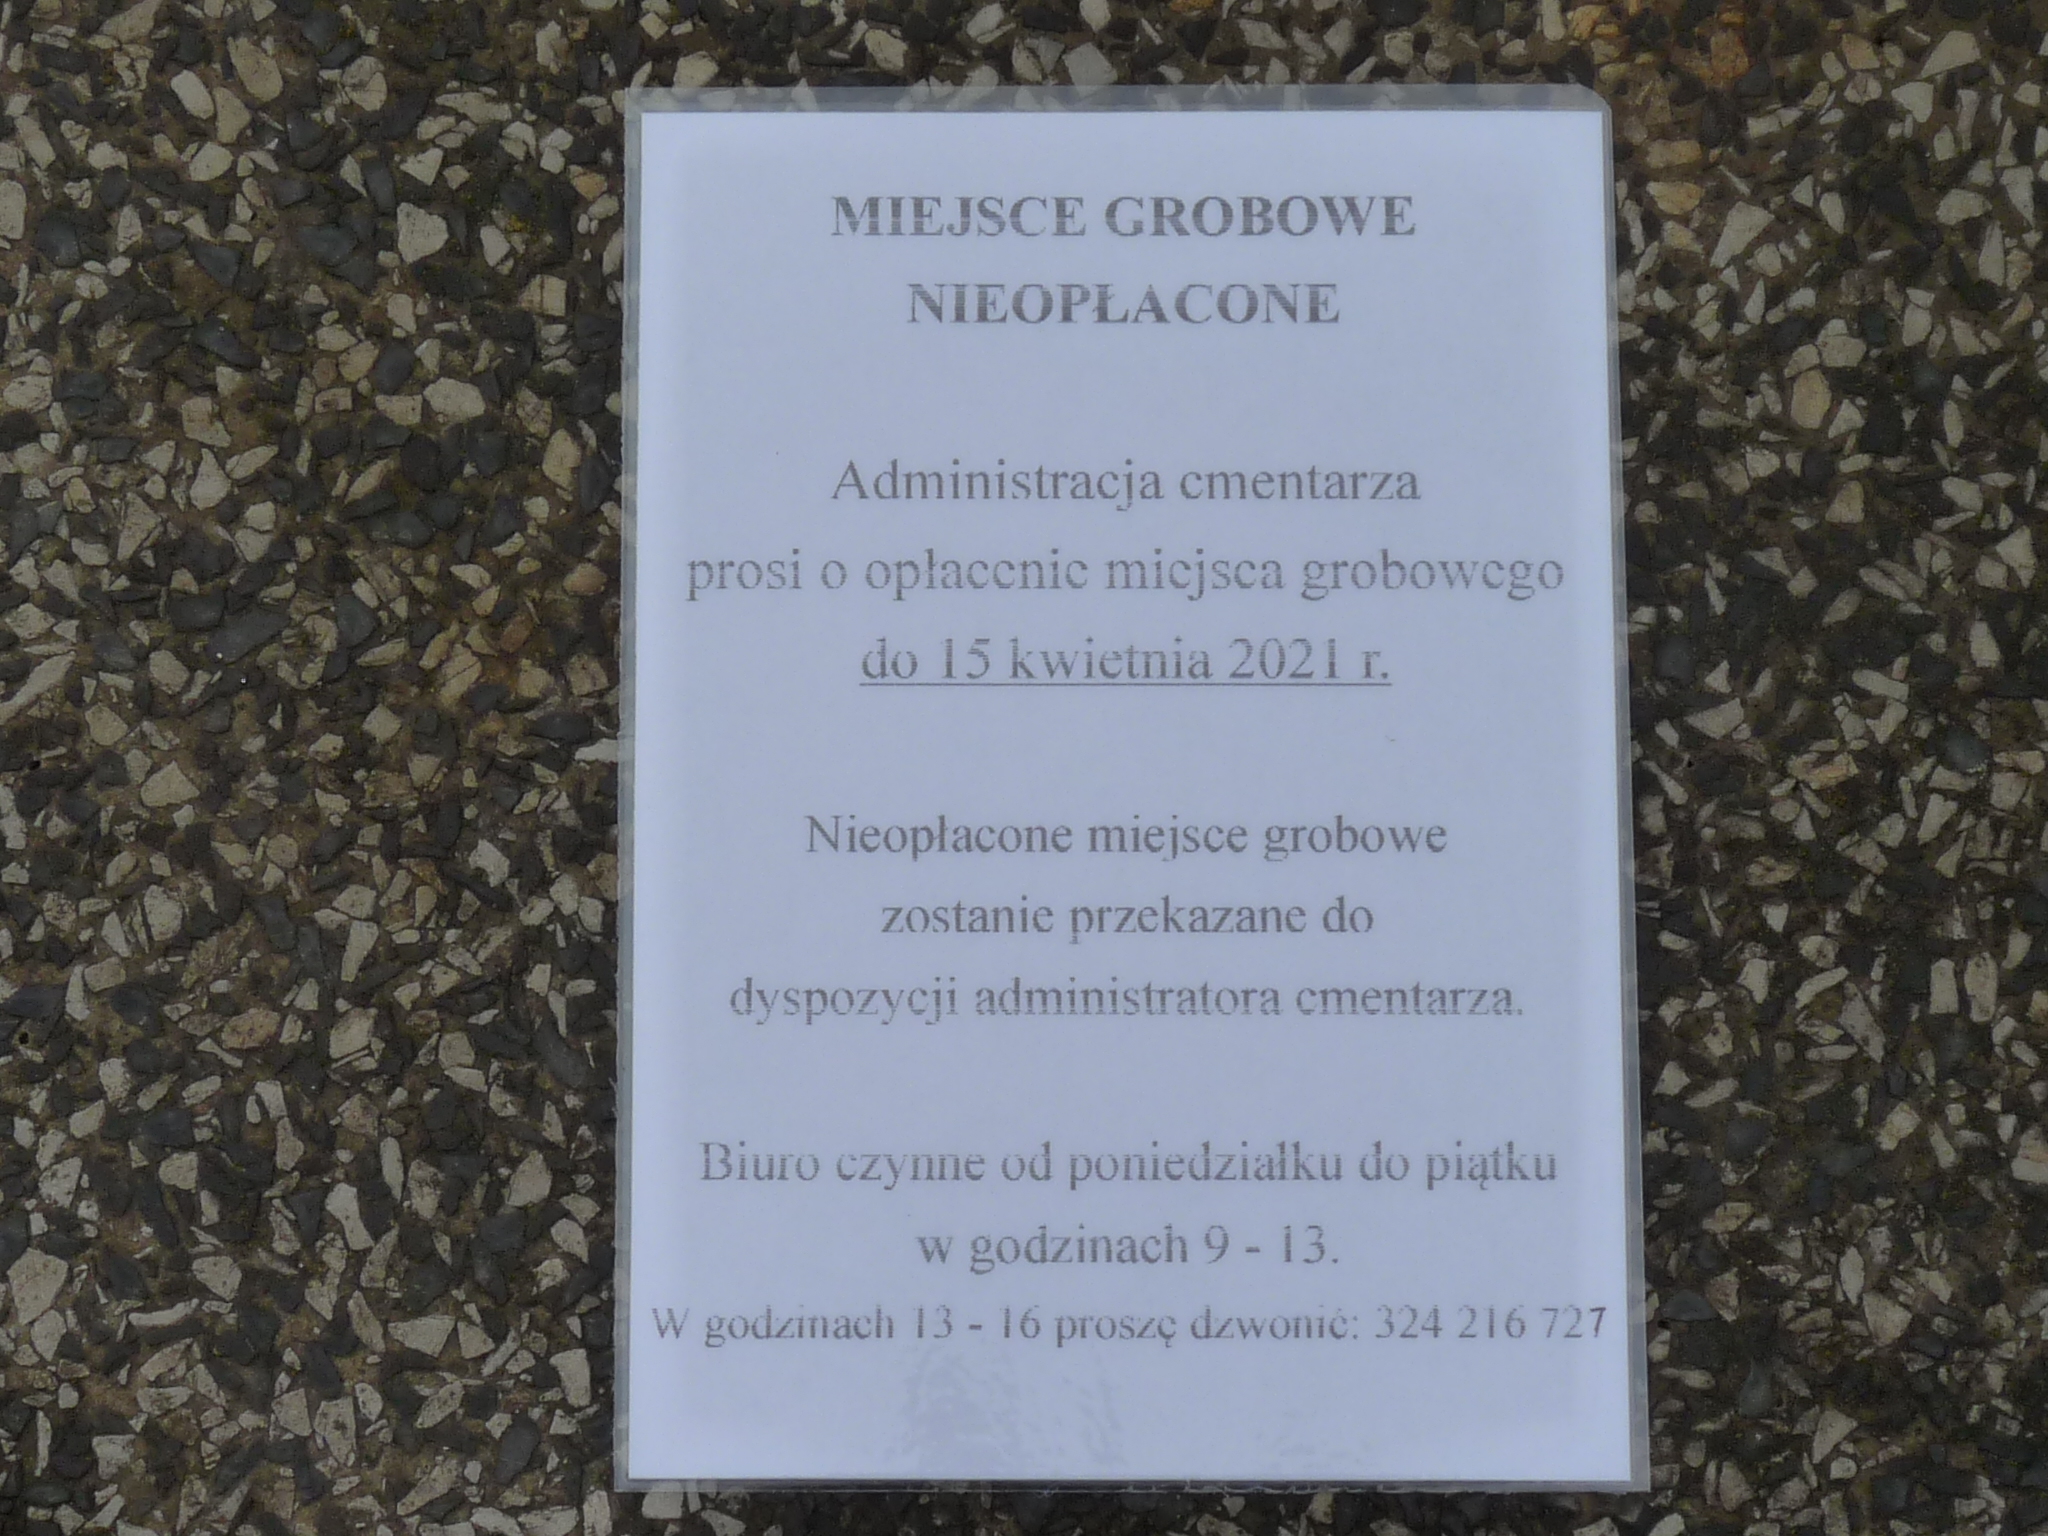 MIEJSCE GROBOWE
NIEOPŁACONE
Administracja cmentarza
prosi o opłacenie miejsca grobowego
do 15 kwietnia 2021 r.
Nieopłacone miejsce grobowe
zostanie przekazane do
dyspozycji administratora cmentarza.
Biuro czynne od poniedziałku do piątku
w godzinach 9 - 13.
W godzinach 13 - 16 proszę dzwonić: 324 216 727